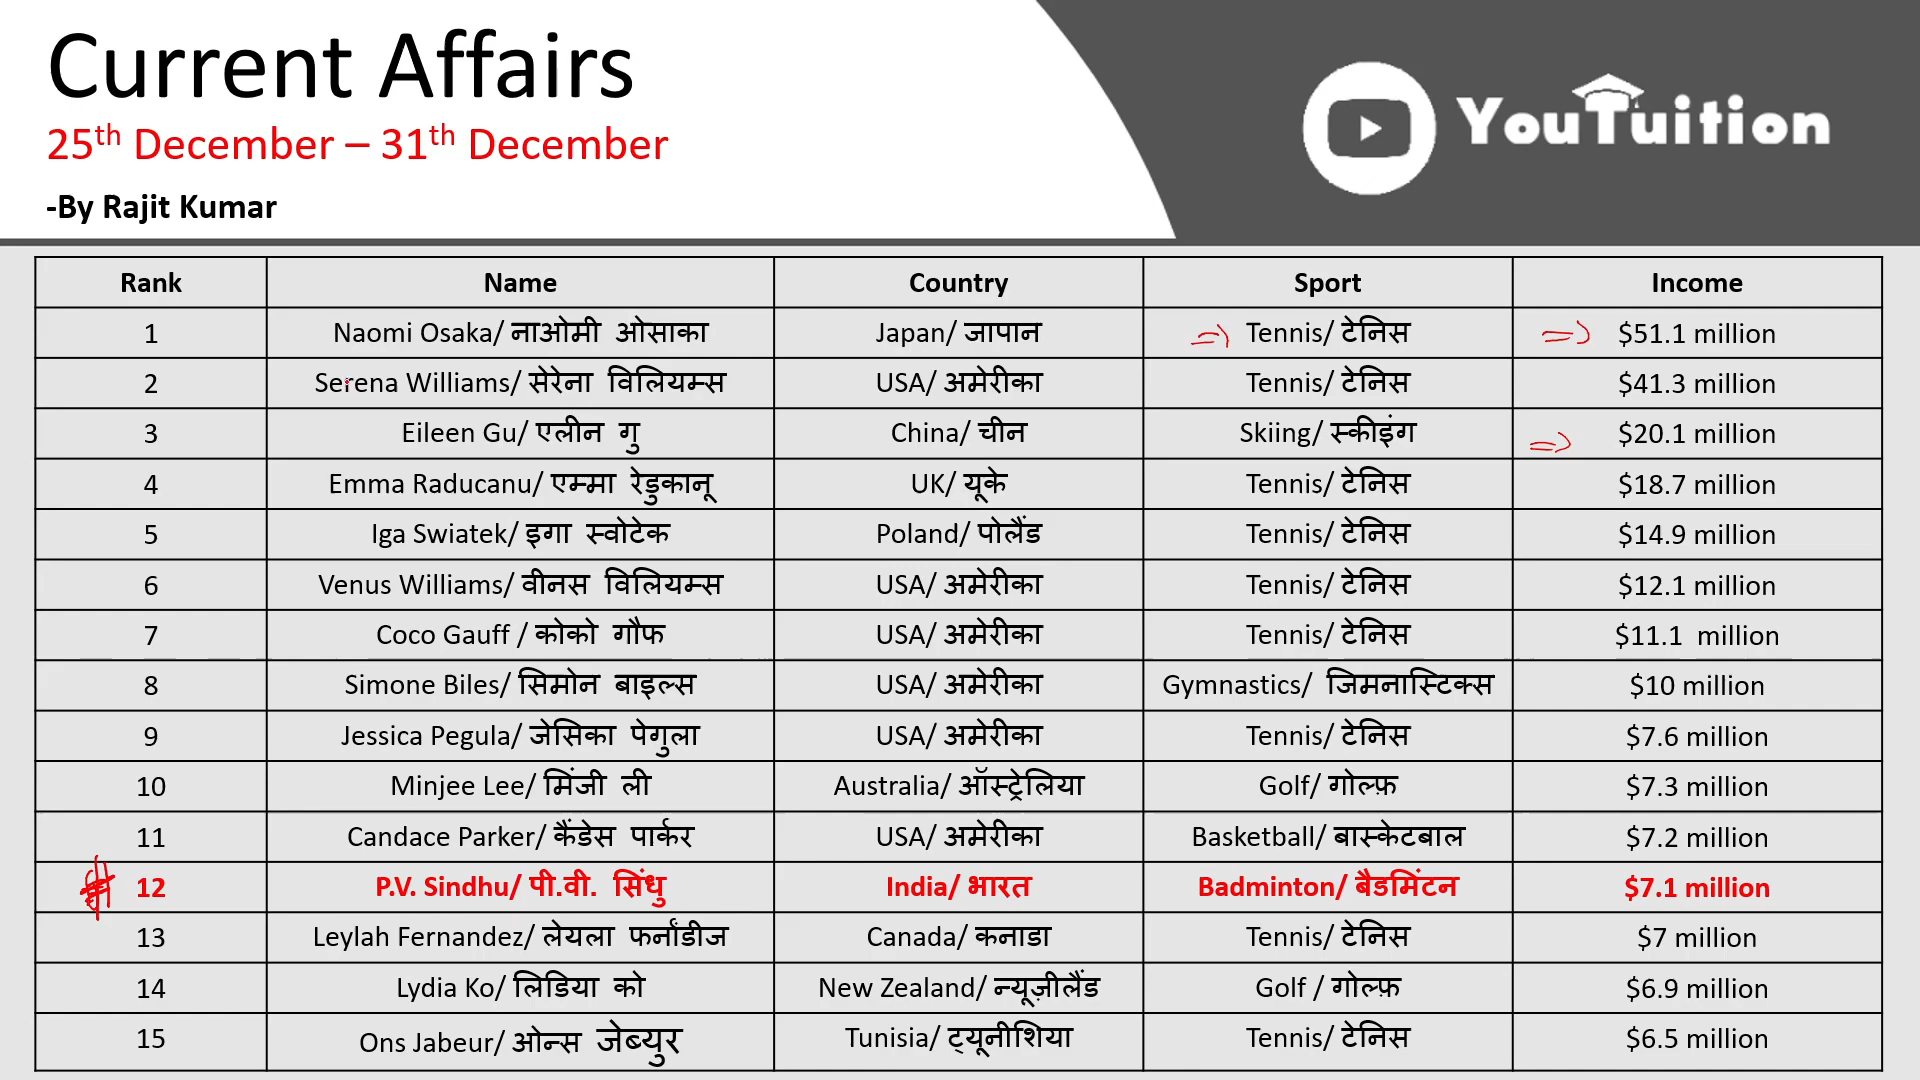 Current Affairs
25th December – 31th December
-By Rajit Kumar
YouTuition
Rank Name Country Sport Income
1 Naomi Osaka/ नाओमी ओसाका Japan/ जापान Tennis/ टेनिस $51.1 million
2 Serena Williams/ सेरेना विलियम्स USA/ अमेरीका Tennis/ टेनिस $41.3 million
3 Eileen Gu/ एलीन गु China/ चीन Skiing/ स्कीइंग $20.1 million
4 Emma Raducanu/ एम्मा रेडुकानू UK/ यूके Tennis/ टेनिस $18.7 million
5 Iga Swiatek/ इगा स्वोटेक Poland/ पोलैंड Tennis/ टेनिस $14.9 million
6 Venus Williams/ वीनस विलियम्स USA/ अमेरीका Tennis/ टेनिस $12.1 million
7 Coco Gauff / कोको गौफ USA/ अमेरीका Tennis/ टेनिस $11.1 million
8 Simone Biles/ सिमोन बाइल्स USA/ अमेरीका Gymnastics/ जिमनास्टिक्स $10 million
9 Jessica Pegula/ जेसिका पेगुला USA/ अमेरीका Tennis/ टेनिस $7.6 million
10 Minjee Lee/ मिंजी ली Australia/ ऑस्ट्रेलिया Golf/ गोल्फ़ $7.3 million
11 Candace Parker/ कैंडेस पार्कर USA/ अमेरीका Basketball/ बास्केटबाल $7.2 million
12 P.V. Sindhu/ पी.वी. सिंधु India/ भारत Badminton/ बैडमिंटन $7.1 million
13 Leylah Fernandez/ लेयला फर्नांडीज Canada/ कनाडा Tennis/ टेनिस $7 million
14 Lydia Ko/ लिडिया को New Zealand/ न्यूज़ीलैंड Golf / गोल्फ़ $6.9 million
15 Ons Jabeur/ ओन्स जेब्युर Tunisia/ ट्यूनीशिया Tennis/ टेनिस $6.5 million